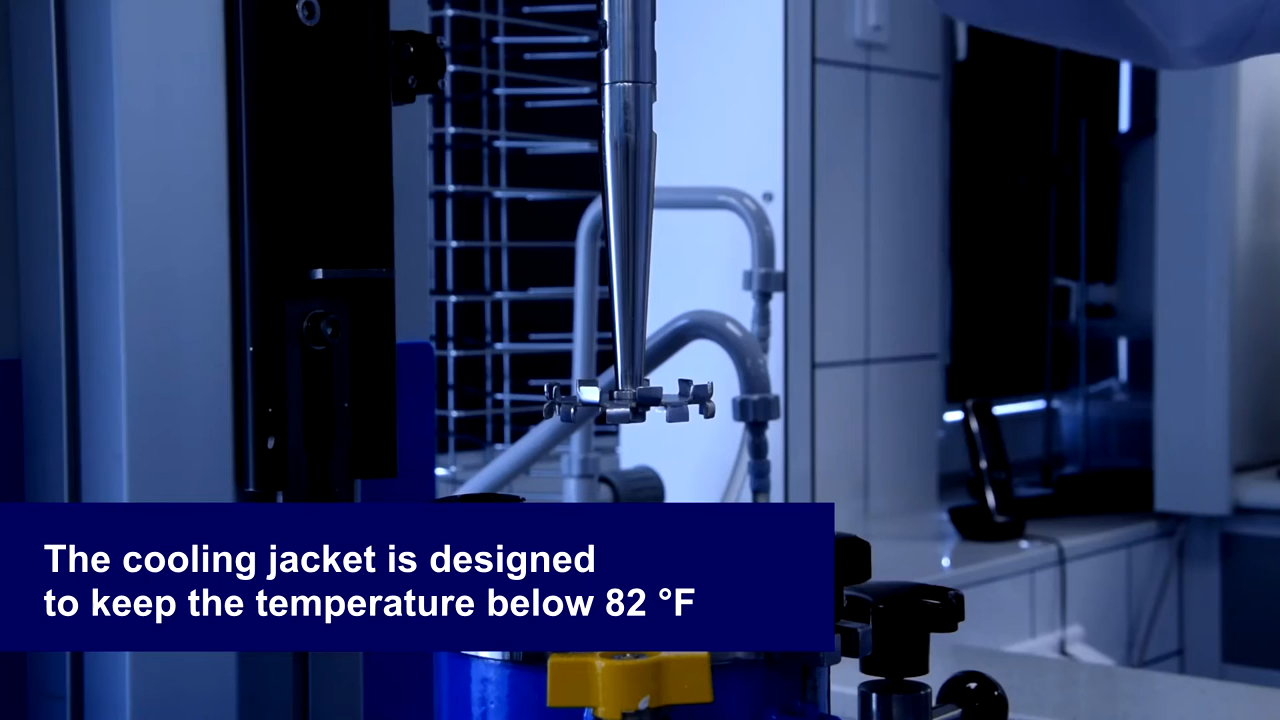 The cooling jacket is designed
to keep the temperature below 82 °F